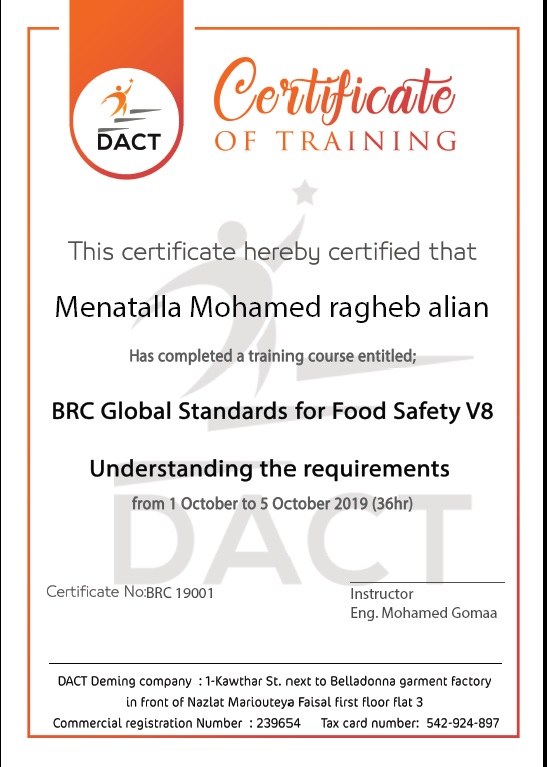 DACT
Certificate
OF TRAINING
This certificate hereby certified that
Menatalla Mohamed ragheb alian
Has completed a training course entitled;
BRC Global Standards for Food Safety V8
Understanding the requirements
from 1 October to 5 October 2019 (36hr)
DACT
Certificate No:BRC 19001
Instructor
Eng. Mohamed Gomaa
DACT Deming company : 1-Kawthar St. next to Belladonna garment factory
in front of Nazlat Mariouteya Faisal first floor flat 3
Commercial registration Number : 239654 Tax card number: 542-924-897